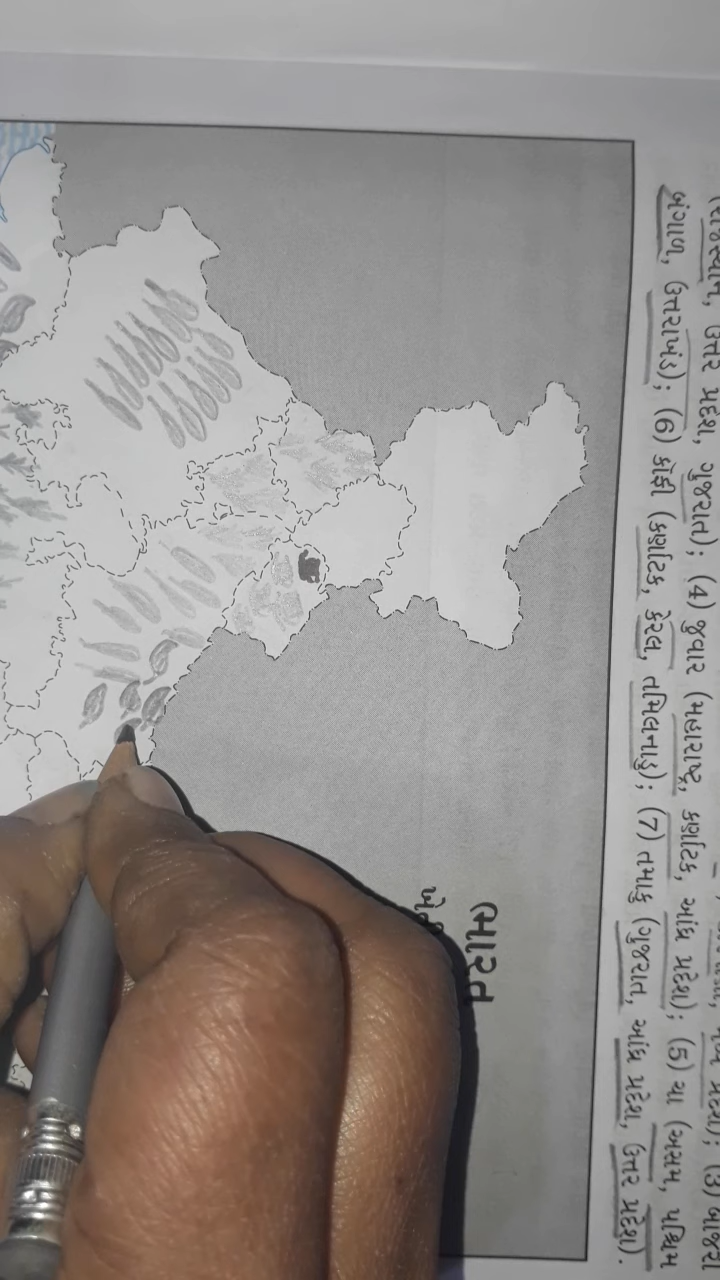 રાજસ્થાન, ઉત્તર પ્રદેશ, ગુજરાત); (4) જુવાર (મહારાષ્ટ્ર, કર્ણાટક, આંધ્ર પ્રદેશ); (5) ચા (અસમ, પશ્ચિમ
બંગાળ, ઉત્તરાખંડ); (6) કૉફી (કર્ણાટક, કેરલ, તમિલનાડુ); (7) તમાકુ (ગુજરાત, આંધ્ર પ્રદેશ, ઉત્તર પ્રદેશ).
ભારત